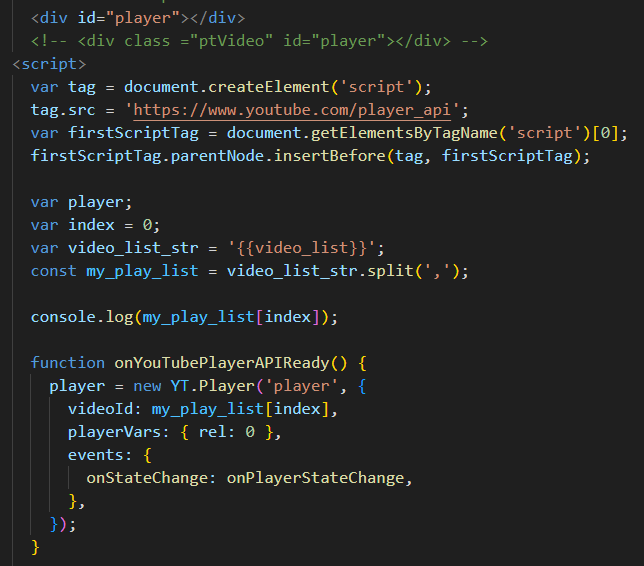 <div id="player"></div>
<!-- <div class ="ptVideo" id="player"></div> -->
<script>
var tag = document.createElement('script');
tag.src = 'https://www.youtube.com/player_api';
var firstScriptTag = document.getElementsByTagName('script')[0];
firstScriptTag.parentNode.insertBefore(tag, firstScriptTag);
var player;
var index = 0;
var video_list_str = '{{video_list}}';
const my_play_list = video_list_str.split(',');
console.log(my_play_list[index]);
function onYouTubePlayerAPIReady() {
player = new YT.Player('player', {
videoId: my_play_list[index],
playerVars: { rel: 0 },
events: {
onStateChange: onPlayerStateChange,
},
});
}